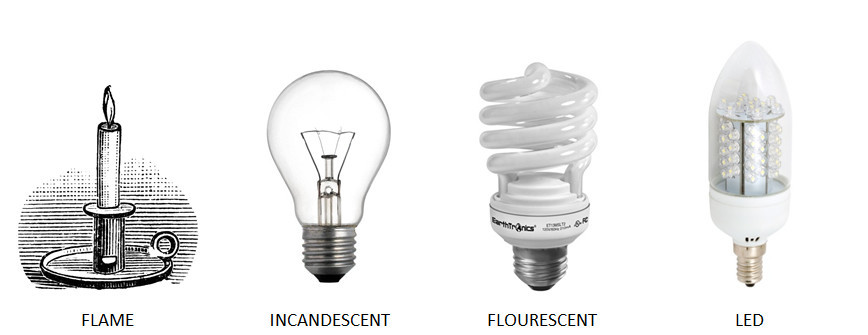 EarthTronics
FLAME
INCANDESCENT
FLOURESCENT
LED